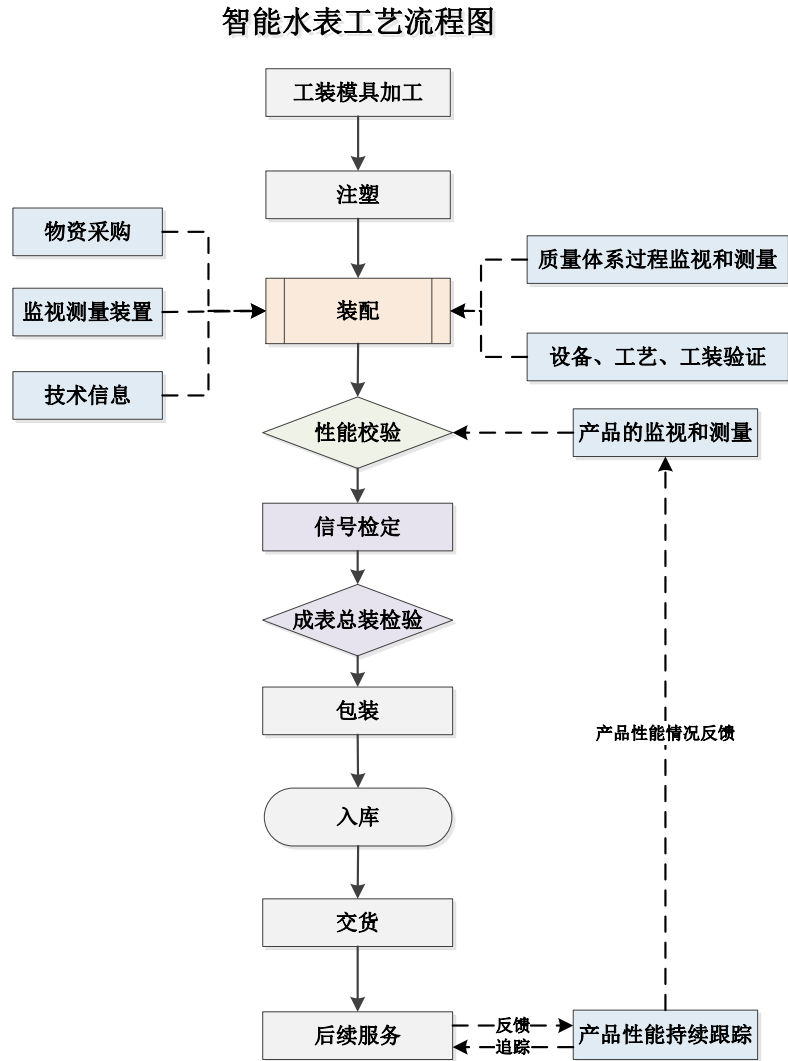 智能水表工艺流程图
工装模具加工
注塑
物资采购
质量体系过程监视和测量
监视测量装置
装配
设备、工艺、工装验证
技术信息
性能校验
产品的监视和测量
信号检定
成表总装检验
包装
产品性能情况反馈
入库
交货
后续服务
反馈
追踪
产品性能持续跟踪